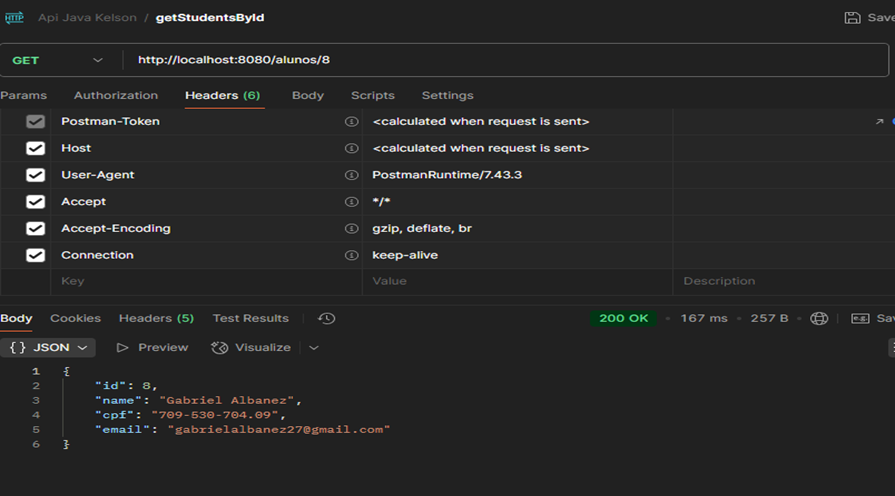 HTTP Api Java Kelson / getStudentsById Save
GET http://localhost:8080/alunos/8
Params Authorization Headers (6) Body Scripts Settings
Postman-Token <calculated when request is sent>
Host <calculated when request is sent>
User-Agent PostmanRuntime/7.43.3
Accept */*
Accept-Encoding gzip, deflate, br
Connection keep-alive
Key Value Description
Body Cookies Headers (5) Test Results 200 OK 167 ms 257 B e.g. Sav
{} JSON Preview Visualize
1 {
2 "id": 8,
3 "name": "Gabriel Albanez",
4 "cpf": "709-530-704.09",
5 "email": "gabrielalbanez27@gmail.com"
6 }